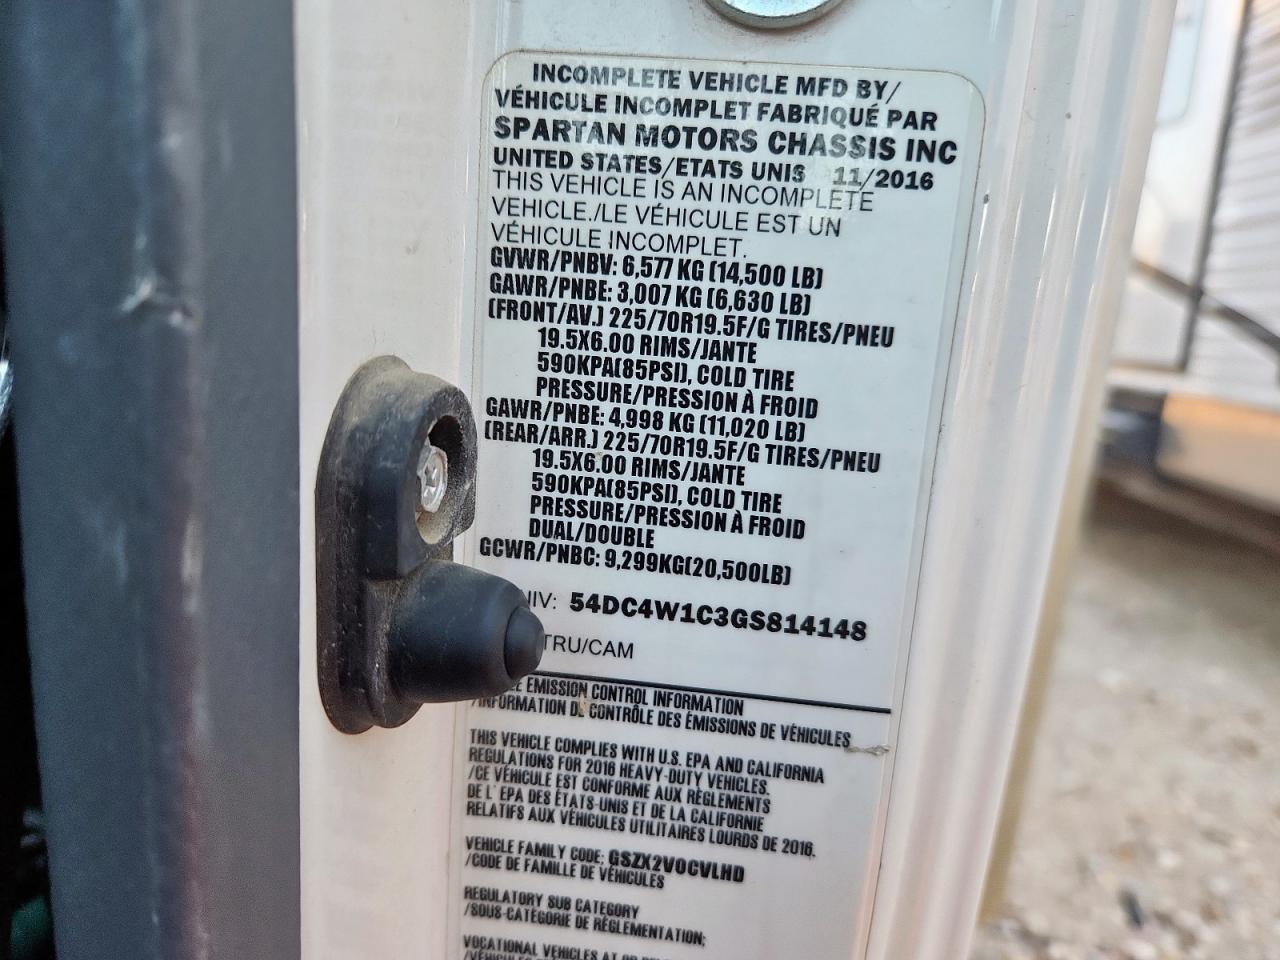 INCOMPLETE VEHICLE MFD BY/
VÉHICULE INCOMPLET FABRIQUÉ PAR
SPARTAN MOTORS CHASSIS INC
UNITED STATES/ETATS UNIS 11/2016
THIS VEHICLE IS AN INCOMPLETE
VEHICLE./LE VÉHICULE EST UN
VÉHICULE INCOMPLET.
GVWR/PNBV: 6,577 KG (14,500 LB)
GAWR/PNBE: 3,007 KG (6,630 LB)
(FRONT/AV.) 225/70R19.5F/G TIRES/PNEU
19.5X6.00 RIMS/JANTE
590KPA(85PSI), COLD TIRE
PRESSURE/PRESSION À FROID
GAWR/PNBE: 4,998 KG (11,020 LB)
(REAR/ARR.) 225/70R19.5F/G TIRES/PNEU
19.5X6.00 RIMS/JANTE
590KPA(85PSI), COLD TIRE
PRESSURE/PRESSION À FROID
DUAL/DOUBLE
GCWR/PNBC: 9,299KG(20,500LB)
NIV: 54DC4W1C3GS814148
TRU/CAM
EMISSION CONTROL INFORMATION
/INFORMATION DE CONTRÔLE DES ÉMISSIONS DE VÉHICULES
THIS VEHICLE COMPLIES WITH U.S. EPA AND CALIFORNIA
REGULATIONS FOR 2016 HEAVY-DUTY VEHICLES.
/CE VÉHICULE EST CONFORME AUX RÈGLEMENTS
DE L' EPA DES ÉTATS-UNIS ET DE LA CALIFORNIE
RELATIFS AUX VÉHICULES UTILITAIRES LOURDS DE 2016.
VEHICLE FAMILY CODE: GSZX2VOCVLHD
/CODE DE FAMILLE DE VÉHICULES
REGULATORY SUB CATEGORY
/SOUS-CATÉGORIE DE RÉGLEMENTATION:
VOCATIONAL VEHICLES AT OR